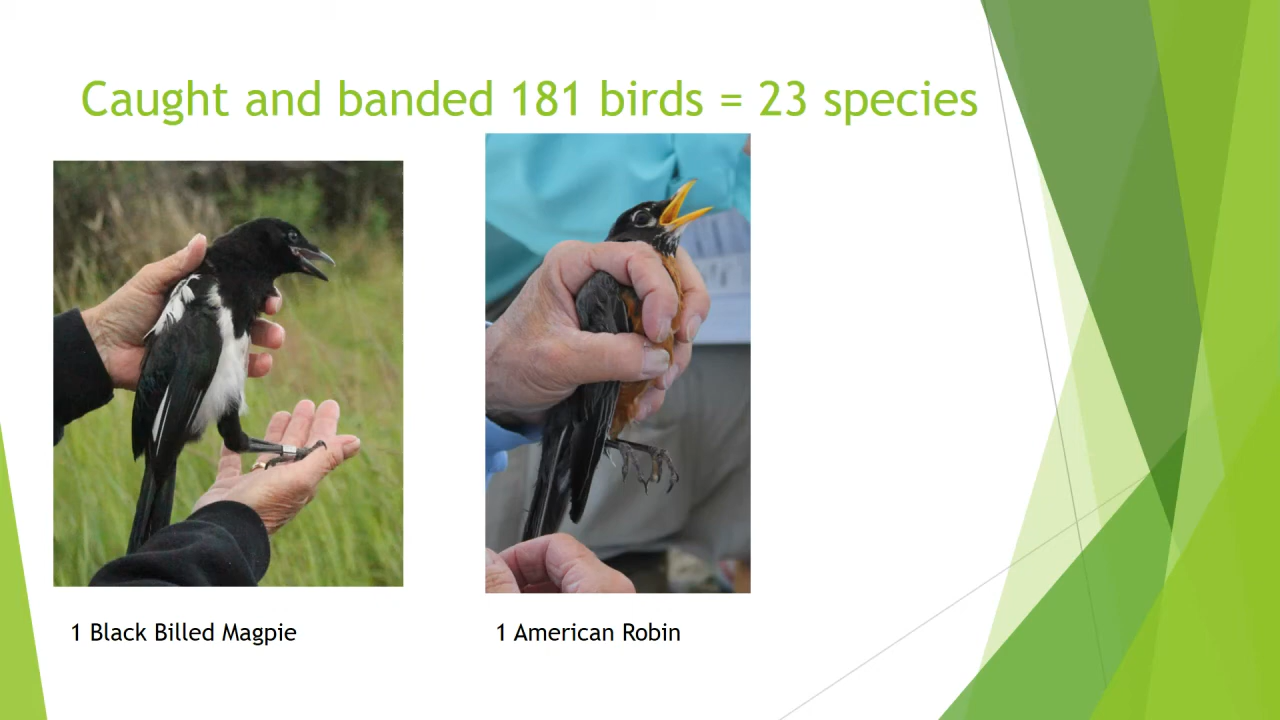 Caught and banded 181 birds = 23 species
1 Black Billed Magpie
1 American Robin